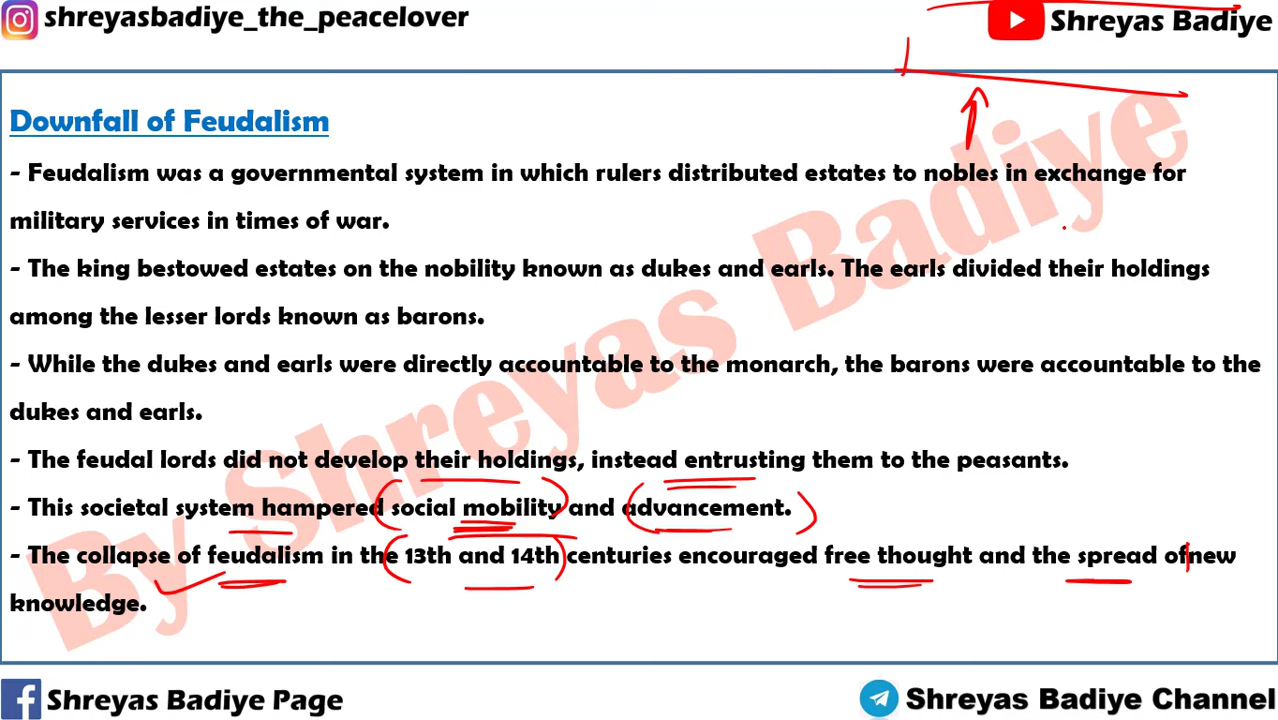 shreyasbadiye_the_peacelover
Shreyas Badiye
Downfall of Feudalism
- Feudalism was a governmental system in which rulers distributed estates to nobles in exchange for
military services in times of war.
- The king bestowed estates on the nobility known as dukes and earls. The earls divided their holdings
among the lesser lords known as barons.
- While the dukes and earls were directly accountable to the monarch, the barons were accountable to the
dukes and earls.
- The feudal lords did not develop their holdings, instead entrusting them to the peasants.
- This societal system hampered social mobility and advancement.
- The collapse of feudalism in the 13th and 14th centuries encouraged free thought and the spread of new
knowledge.
By Shreyas Badiye
Shreyas Badiye Page
Shreyas Badiye Channel